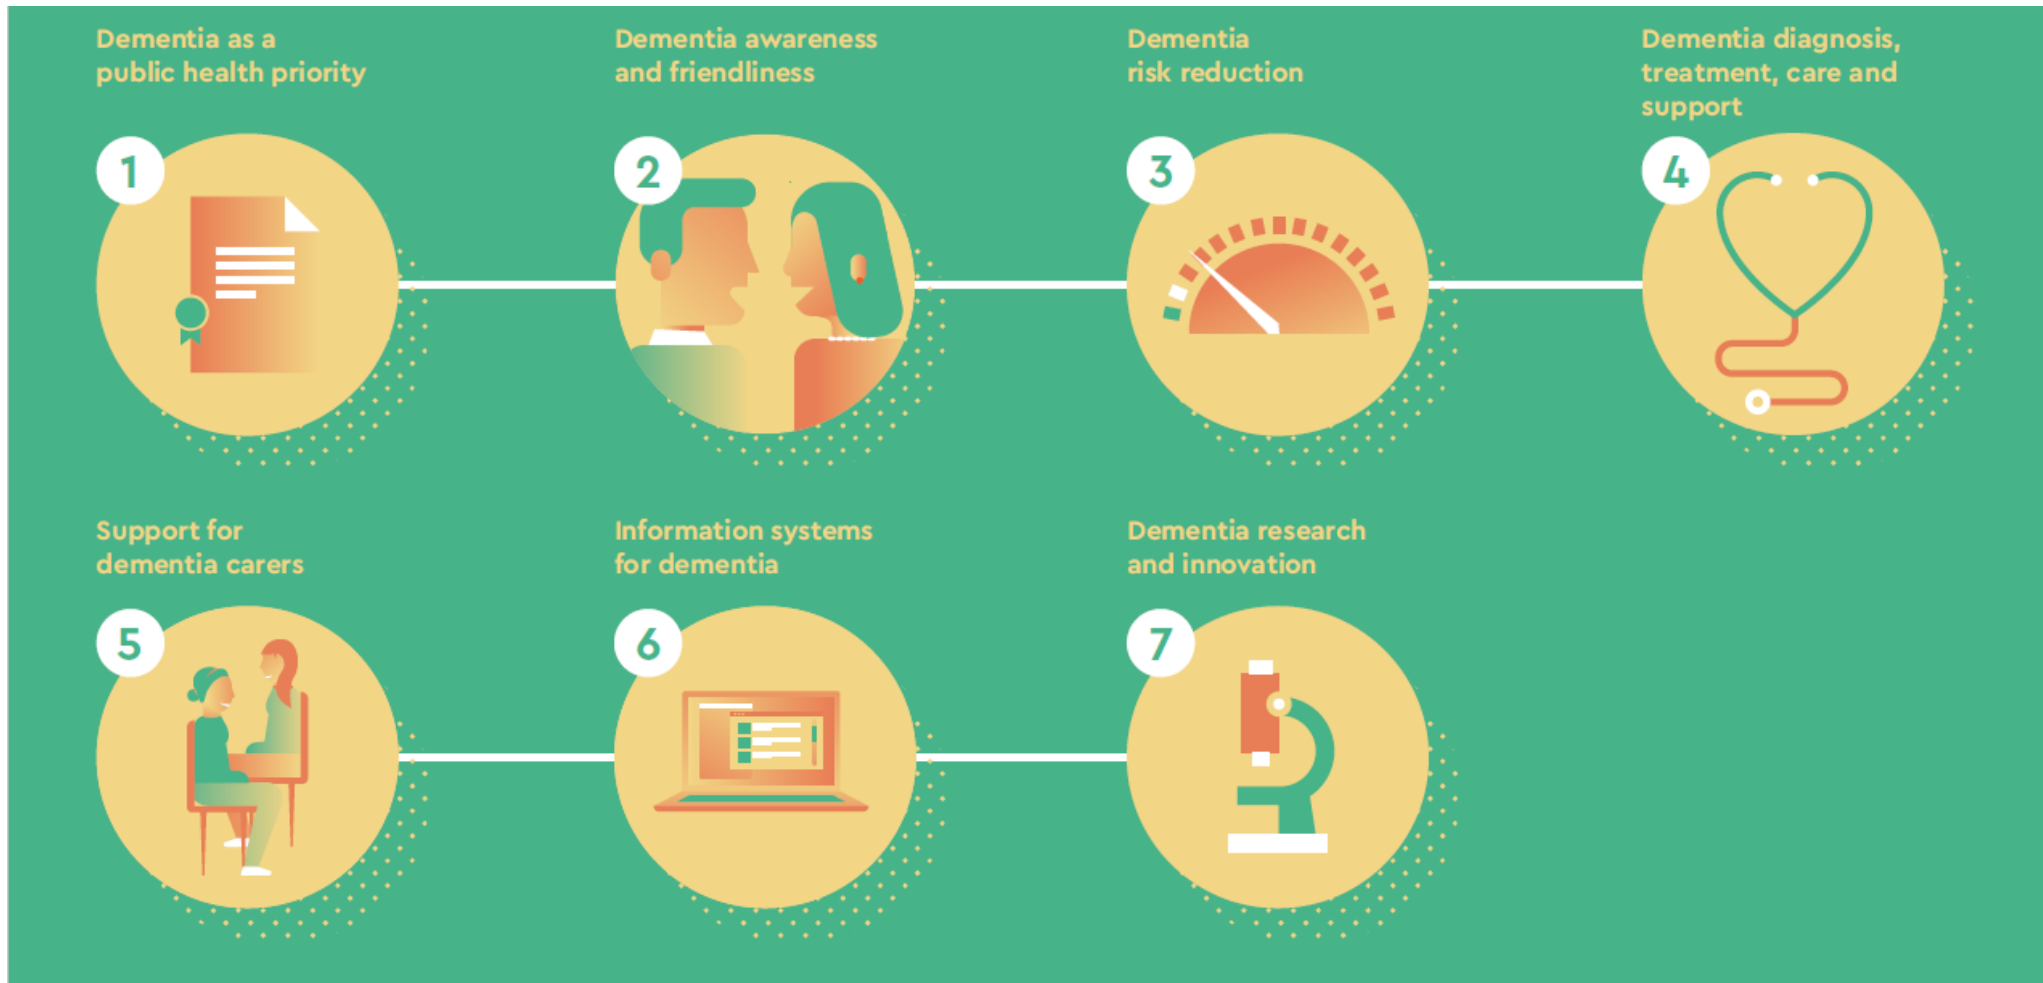 Dementia as a
public health priority
1
Dementia awareness
and friendliness
2
Dementia
risk reduction
3
Dementia diagnosis,
treatment, care and
support
4
Support for
dementia carers
5
Information systems
for dementia
6
Dementia research
and innovation
7